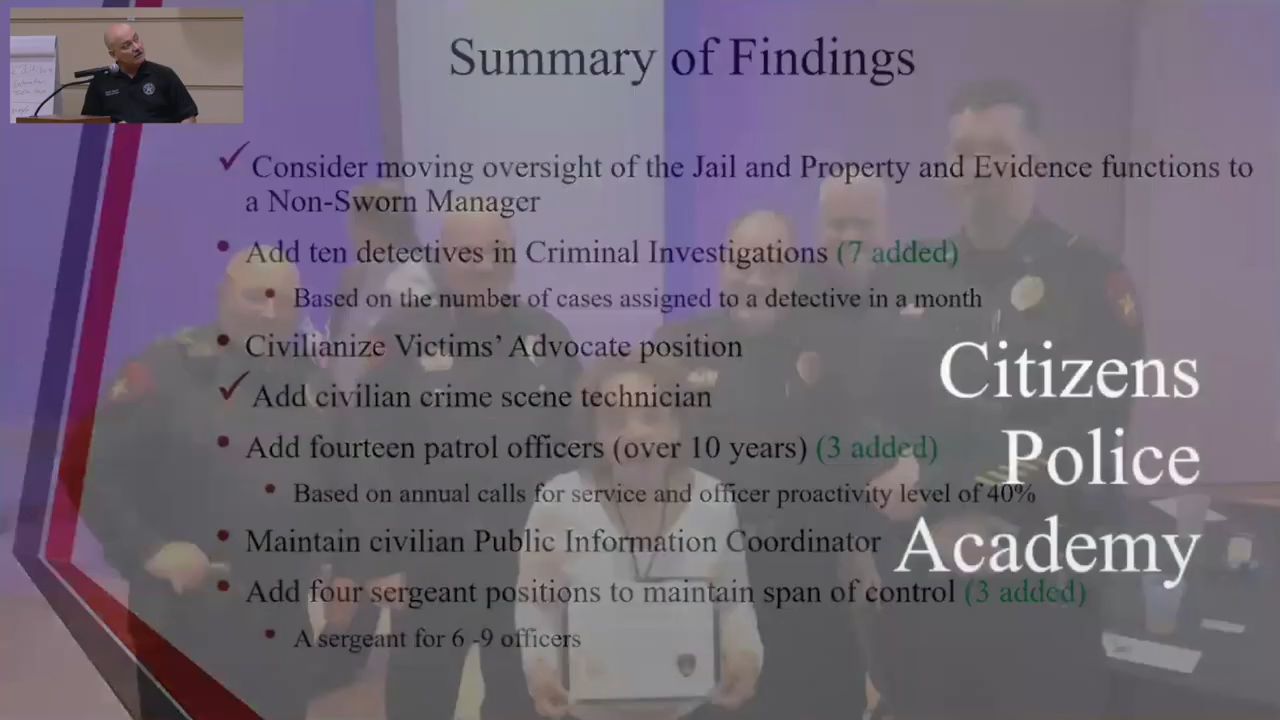 Summary of Findings
Consider moving oversight of the Jail and Property and Evidence functions to
a Non-Sworn Manager
Add ten detectives in Criminal Investigations (7 added)
Based on the number of cases assigned to a detective in a month
Civilianize Victims' Advocate position
Add civilian crime scene technician
Add fourteen patrol officers (over 10 years) (3 added)
Based on annual calls for service and officer proactivity level of 40%
Maintain civilian Public Information Coordinator
Add four sergeant positions to maintain span of control (3 added)
A sergeant for 6 -9 officers
Citizens
Police
Academy